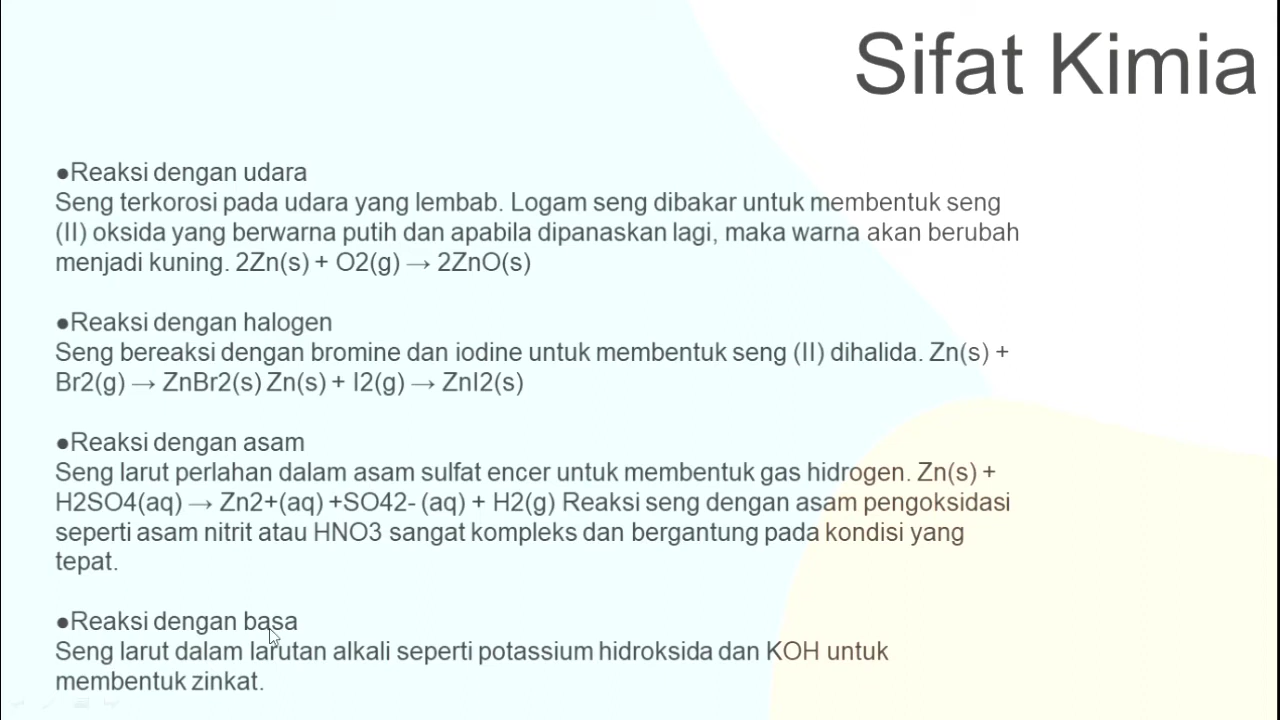 Sifat Kimia
●Reaksi dengan udara
Seng terkorosi pada udara yang lembab. Logam seng dibakar untuk membentuk seng
(II) oksida yang berwarna putih dan apabila dipanaskan lagi, maka warna akan berubah
menjadi kuning. 2Zn(s) + O2(g) → 2ZnO(s)
●Reaksi dengan halogen
Seng bereaksi dengan bromine dan iodine untuk membentuk seng (II) dihalida. Zn(s) +
Br2(g) → ZnBr2(s) Zn(s) + I2(g) → ZnI2(s)
●Reaksi dengan asam
Seng larut perlahan dalam asam sulfat encer untuk membentuk gas hidrogen. Zn(s) +
H2SO4(aq) → Zn2+(aq) +SO42- (aq) + H2(g) Reaksi seng dengan asam pengoksidasi
seperti asam nitrit atau HNO3 sangat kompleks dan bergantung pada kondisi yang
tepat.
●Reaksi dengan basa
Seng larut dalam larutan alkali seperti potassium hidroksida dan KOH untuk
membentuk zinkat.